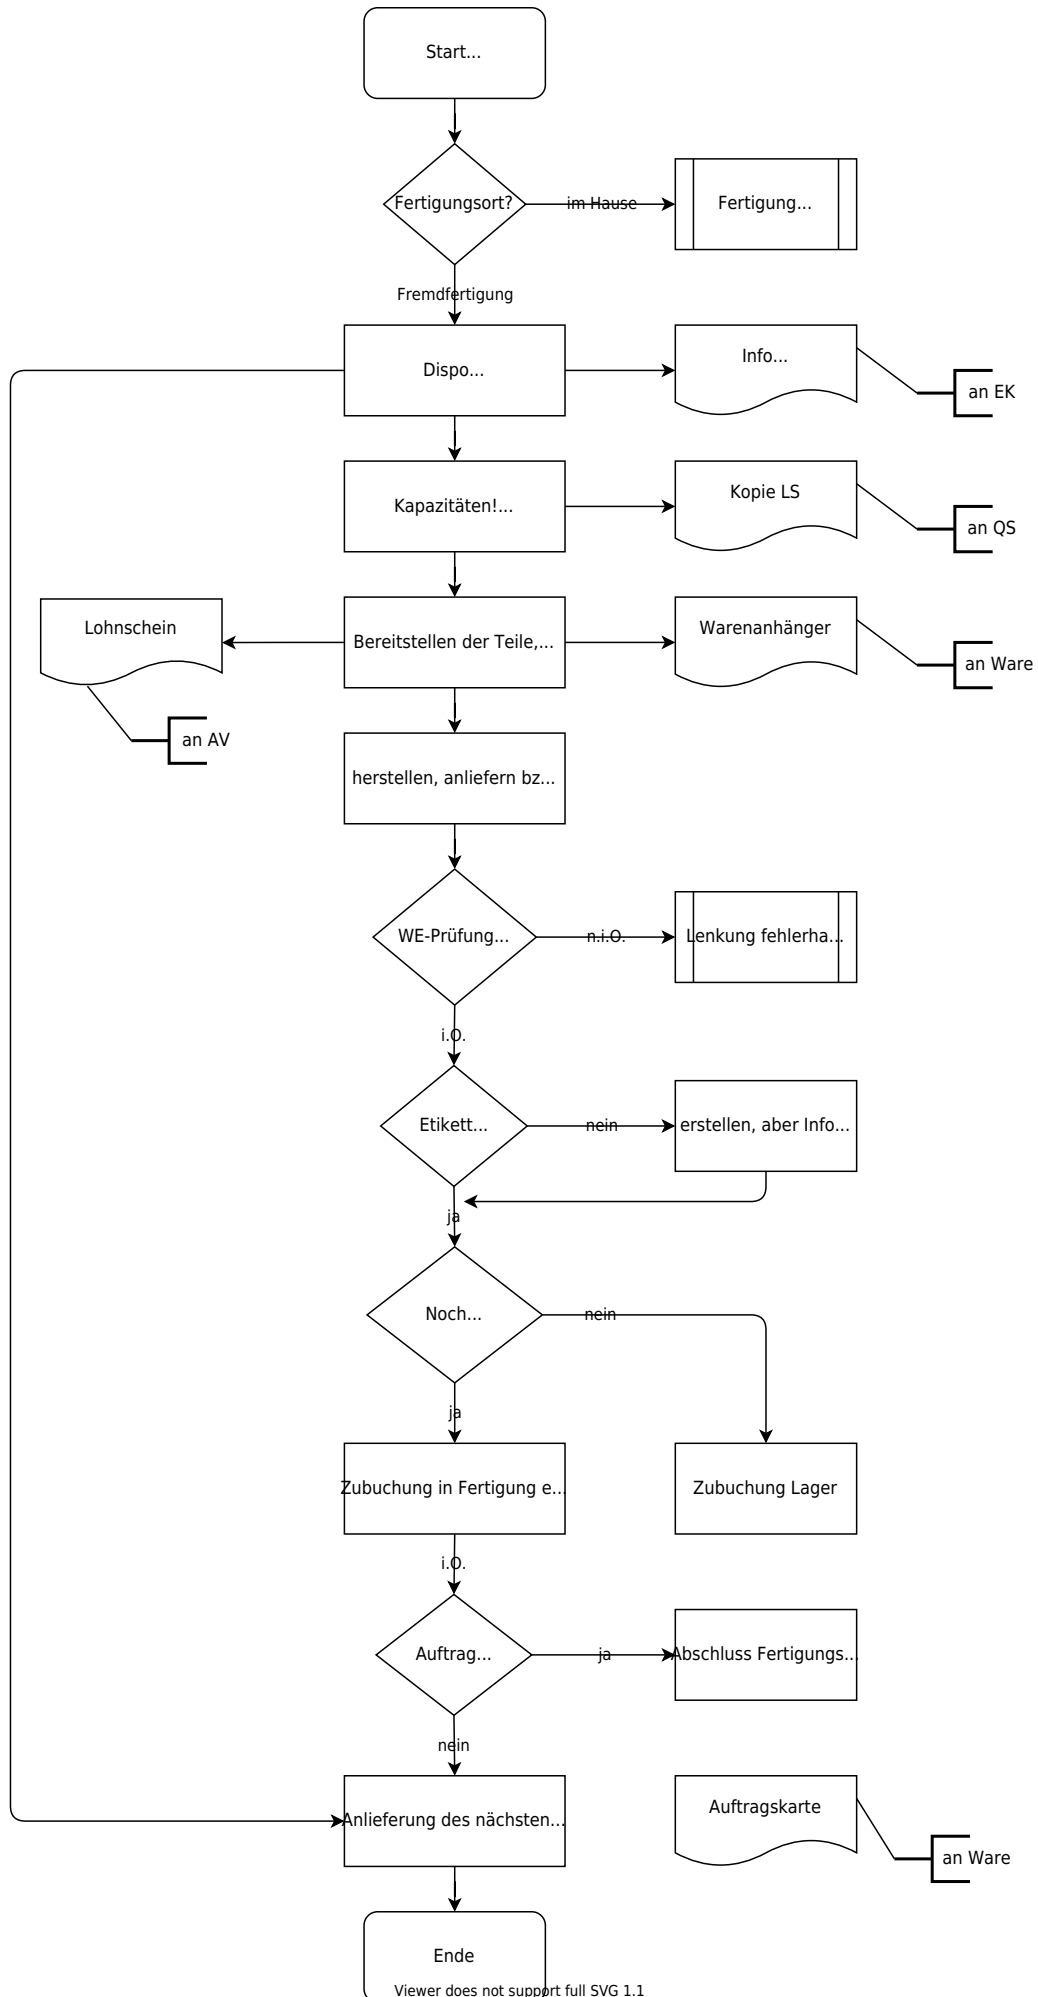 Start...
Fertigungsort?
im Hause
Fertigung...
Fremdfertigung
Dispo...
Info...
an EK
Kapazitäten!...
Kopie LS
an QS
Lohnschein
Bereitstellen der Teile,...
Warenanhänger
an Ware
an AV
herstellen, anliefern bz...
WE-Prüfung...
n.i.O.
Lenkung fehlerha...
i.O.
Etikett...
nein
erstellen, aber Info...
ja
Noch...
nein
ja
Zubuchung in Fertigung e...
Zubuchung Lager
i.O.
Auftrag...
ja
Abschluss Fertigungs...
nein
Anlieferung des nächsten...
Auftragskarte
an Ware
Ende
Viewer does not support full SVG 1.1